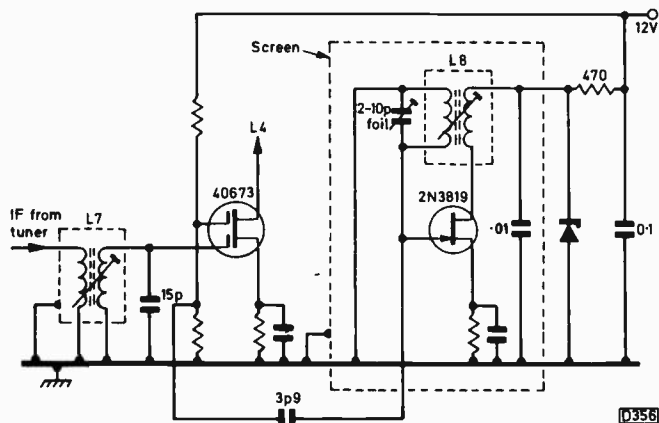 12V
Screen
L8
470
2-10p
foil
L4
40673
2N3819
IF from
tuner
L7
15p
·01
0·1
3p9
D356